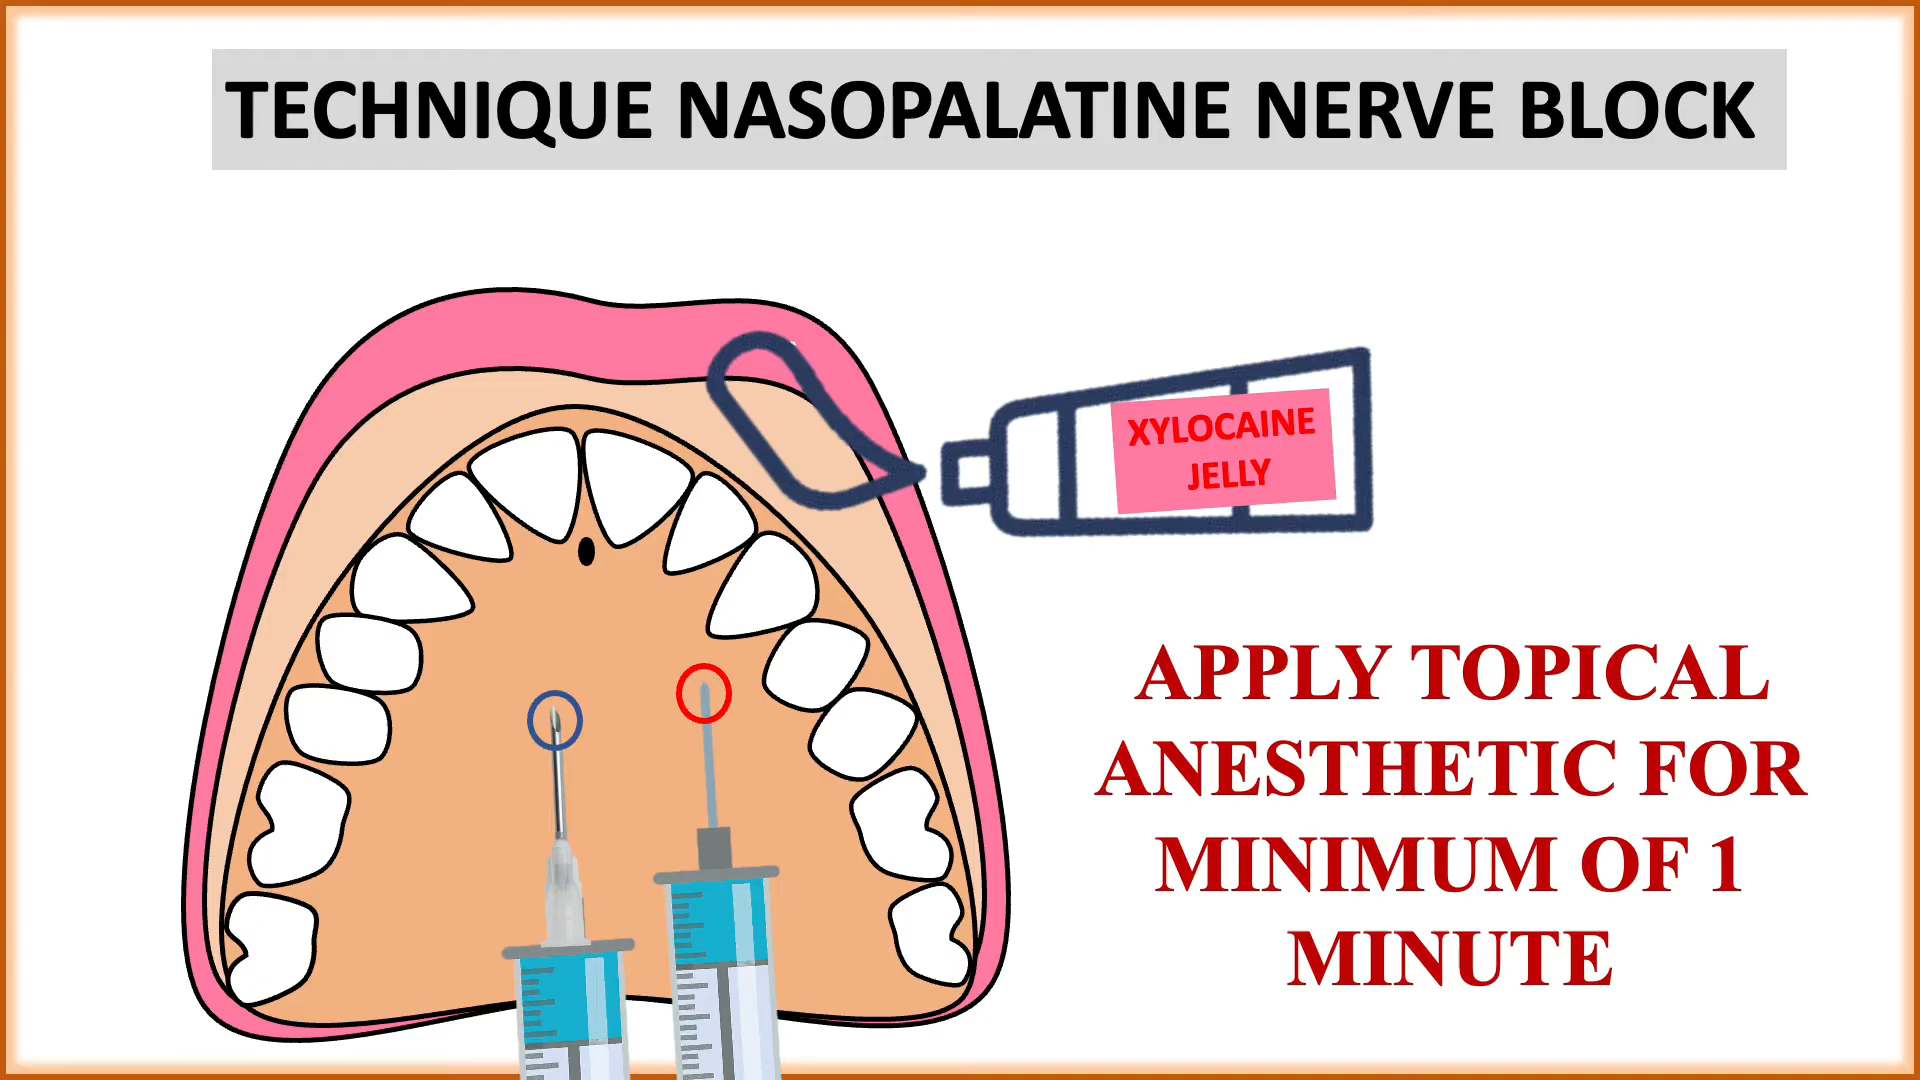 TECHNIQUE NASOPALATINE NERVE BLOCK
XYLOCAINE
JELLY
APPLY TOPICAL
ANESTHETIC FOR
MINIMUM OF 1
MINUTE